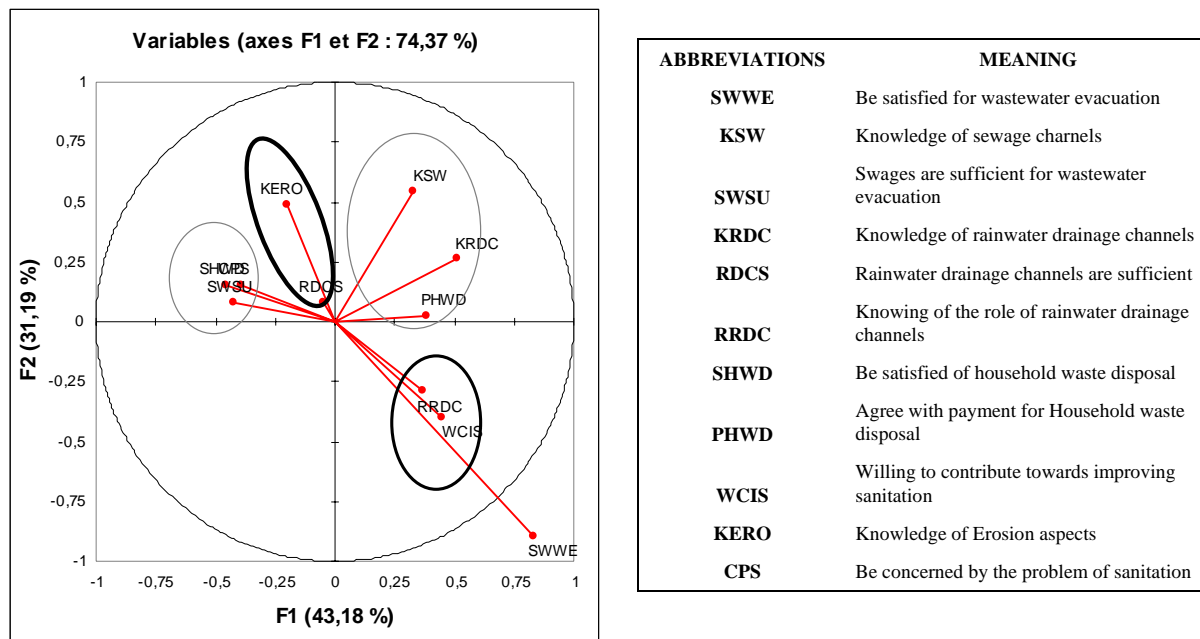 Variables (axes F1 et F2 : 74,37 %)
1
0,75
0,5
0,25
0
-0,25
-0,5
-0,75
-1
F2 (31,19 %)
KERO
KSW
KRDC
SHWD
CPS
SWSU
RDCS
PHWD
RRDC
WCIS
SWWE
-1
-0,75
-0,5
-0,25
0
0,25
0,5
0,75
1
F1 (43,18 %)
ABBREVIATIONS MEANING
SWWE Be satisfied for wastewater evacuation
KSW Knowledge of sewage charnels
Swages are sufficient for wastewater
SWSU evacuation
KRDC Knowledge of rainwater drainage channels
RDCS Rainwater drainage channels are sufficient
Knowing of the role of rainwater drainage
RRDC channels
SHWD Be satisfied of household waste disposal
Agree with payment for Household waste
PHWD disposal
Willing to contribute towards improving
WCIS sanitation
KERO Knowledge of Erosion aspects
CPS Be concerned by the problem of sanitation